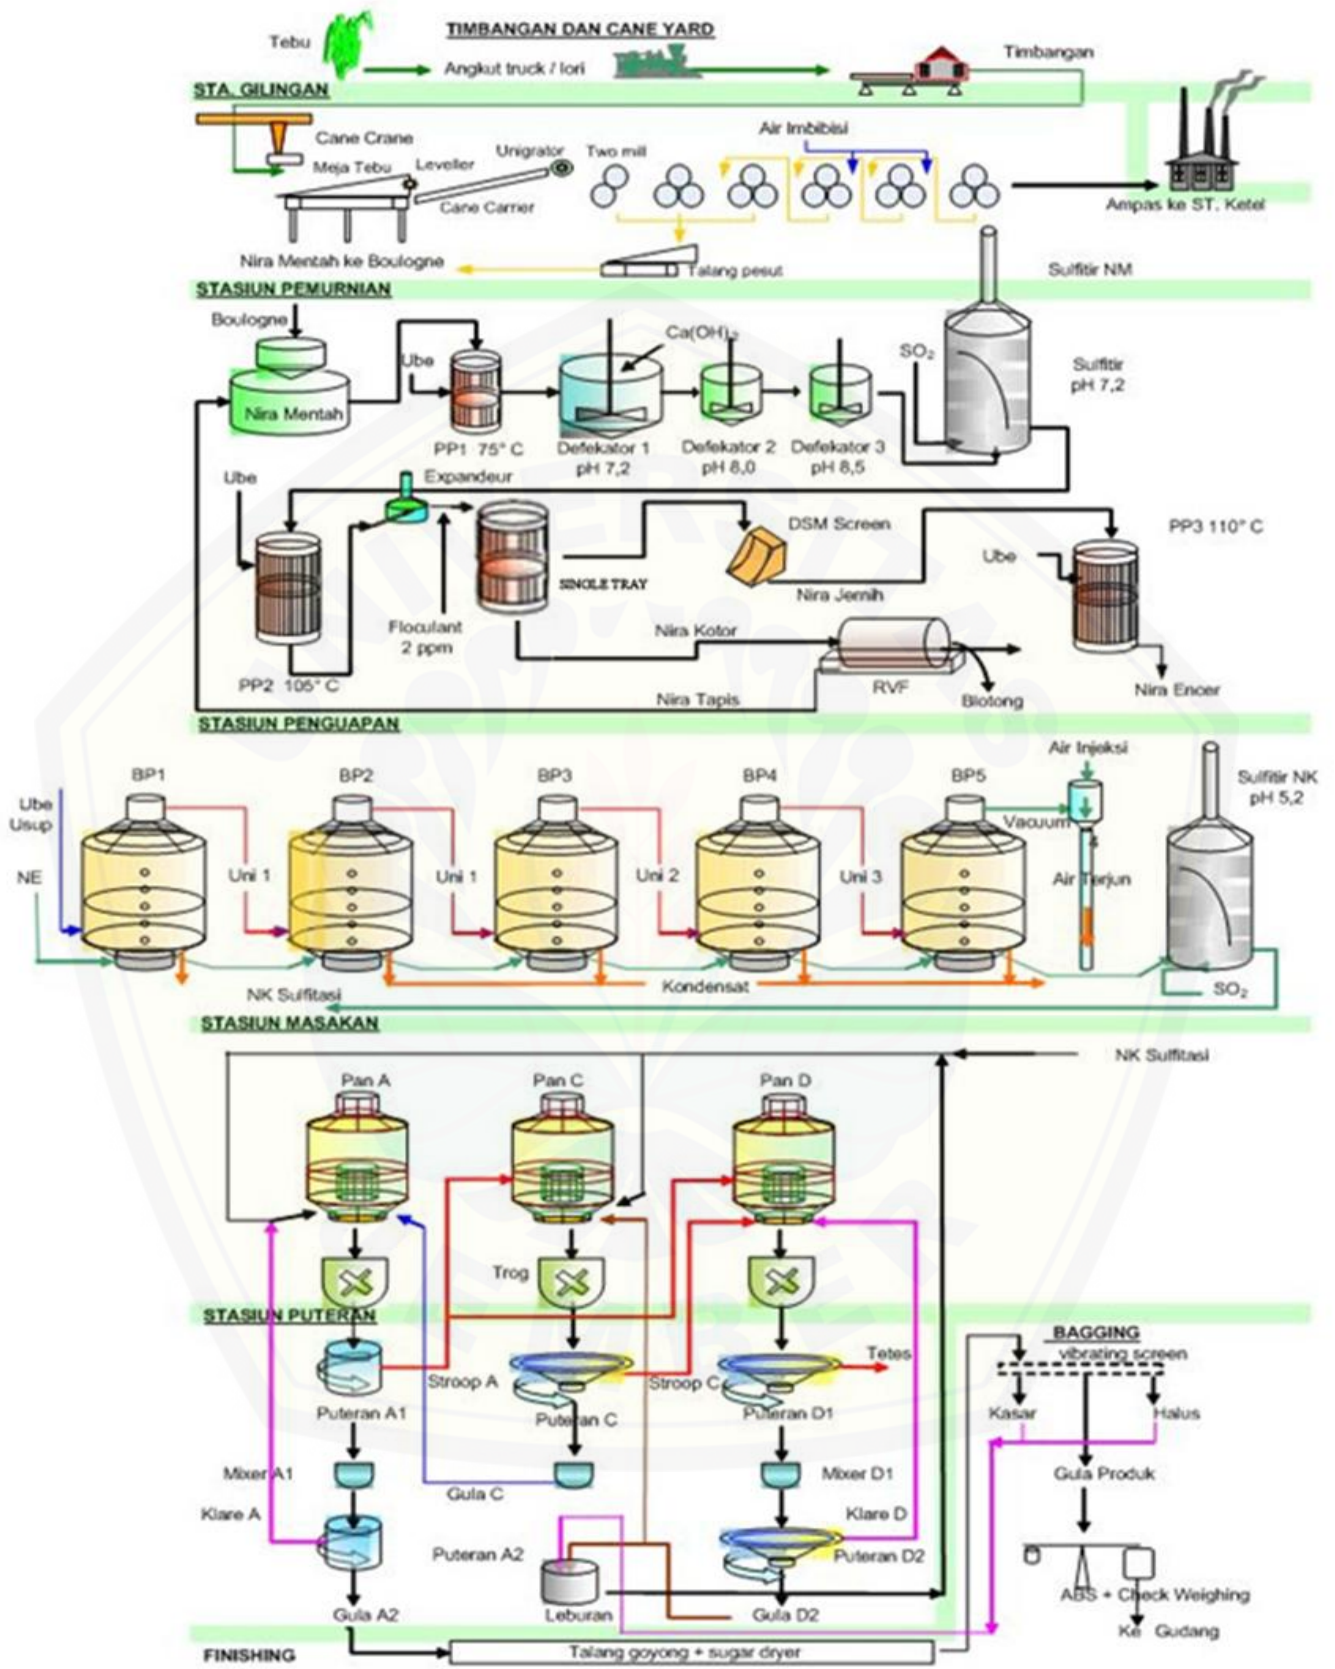 TIMBANGAN DAN CANE YARD
Tebu
Angkut truck / lori
Timbangan
STA. GILINGAN
Cane Crane
Air Imbibisi
Meja Tebu
Leveller
Unigrator
Two mill
Cane Carrier
Ampas ke ST. Ketel
Nira Mentah ke Boulogne
Talang pesut
Sulfitir NM
STASIUN PEMURNIAN
Boulogne
Ube
Ca(OH)2
SO2
Sulfitir
pH 7,2
Nira Mentah
PP1 75° C
Defekator 1
pH 7,2
Defekator 2
pH 8,0
Defekator 3
pH 8,5
Ube
Expandeur
DSM Screen
PP3 110° C
Ube
SINGLE TRAY
Nira Jernih
Floculant
2 ppm
Nira Kotor
PP2 105° C
RVF
Nira Tapis
Blotong
Nira Encer
STASIUN PENGUAPAN
Air Injeksi
BP1
BP2
BP3
BP4
BP5
Sulfitir NK
pH 5,2
Ube
Usup
Vacuum
NE
Uni 1
Uni 1
Uni 2
Uni 3
Air Terjun
Kondensat
NK Sulfitasi
SO2
STASIUN MASAKAN
NK Sulfitasi
Pan A
Pan C
Pan D
Trog
STASIUN PUTERAN
BAGGING
vibrating screen
Tetes
Stroop A
Stroop C
Puteran A1
Puteran C
Puteran D1
Kasar
Halus
Mixer A1
Mixer D1
Gula Produk
Gula C
Klare A
Klare D
Puteran A2
Puteran D2
ABS + Check Weighing
Gula A2
Leburan
Gula D2
Ke Gudang
FINISHING
Talang goyong + sugar dryer
UNIVERSITAS
JEMBER